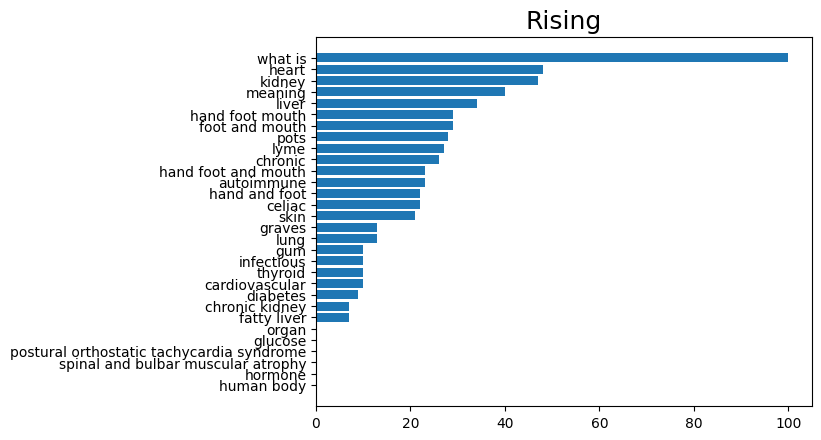 Rising
what is
heart
kidney
meaning
liver
hand foot mouth
foot and mouth
pots
lyme
chronic
hand foot and mouth
autoimmune
hand and foot
celiac
skin
graves
lung
gum
infectious
thyroid
cardiovascular
diabetes
chronic kidney
fatty liver
organ
glucose
postural orthostatic tachycardia syndrome
spinal and bulbar muscular atrophy
hormone
human body
0 20 40 60 80 100